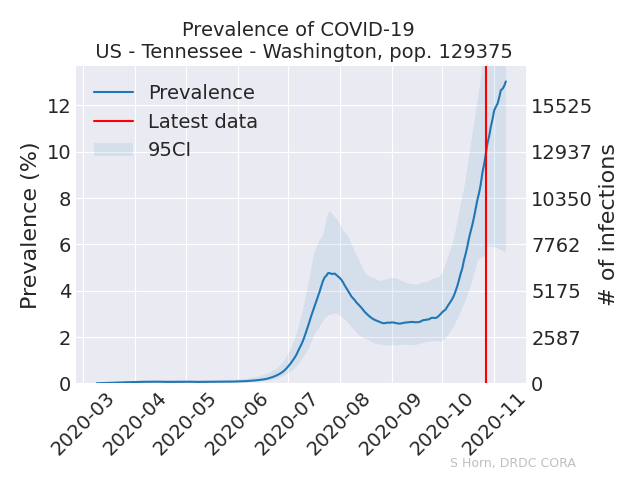 Prevalence of COVID-19
US - Tennessee - Washington, pop. 129375
Prevalence
Latest data
95CI
Prevalence (%)
12
10
8
6
4
2
0
15525
12937
10350
7762
5175
2587
0
# of infections
2020-03
2020-04
2020-05
2020-06
2020-07
2020-08
2020-09
2020-10
2020-11
S Horn, DRDC CORA